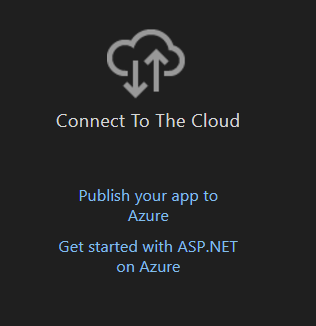 Connect To The Cloud
Publish your app to
Azure
Get started with ASP.NET
on Azure